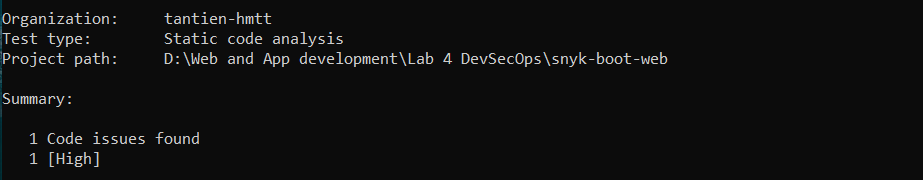 Organization:     tantien-hmtt
Test type:        Static code analysis
Project path:     D:\Web and App development\Lab 4 DevSecOps\snyk-boot-web
Summary:
1 Code issues found
1 [High]